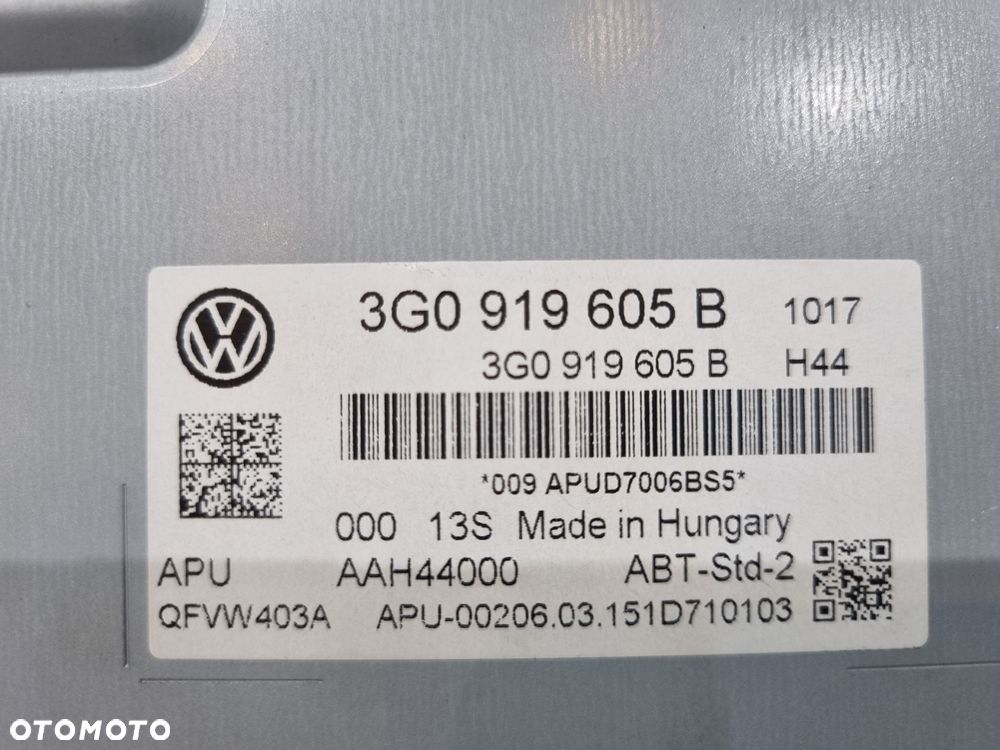 3G0 919 605 B 1017
3G0 919 605 B H44
*009 APUD7006BS5*
000 13S Made in Hungary
APU AAH44000 ABT-Std-2
QFVW403A APU-00206.03.151D710103
OTOMOTO